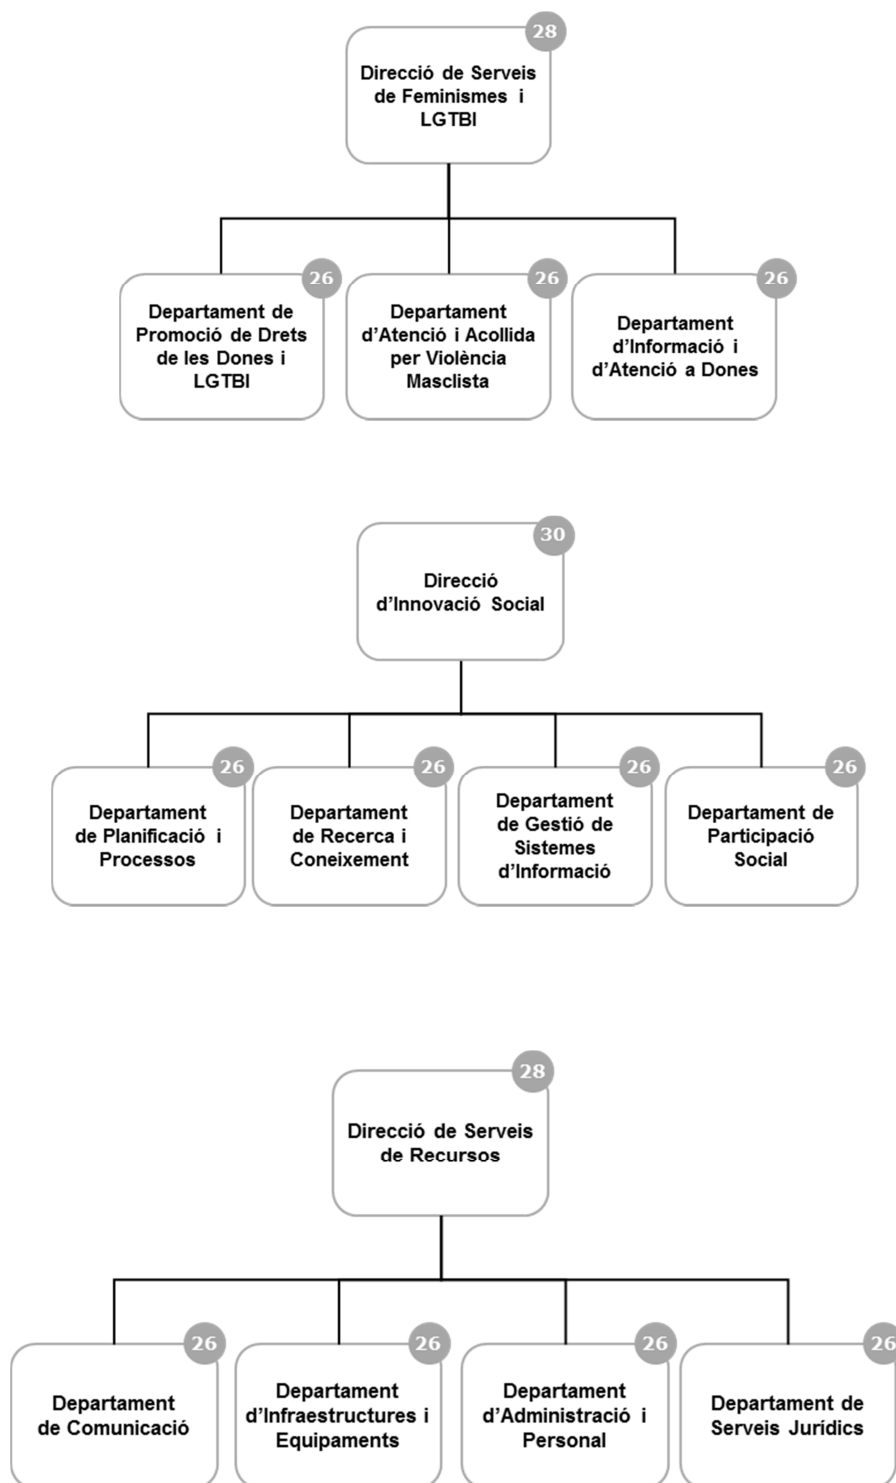 28
Direcció de Serveis
de Feminismes i
LGTBI
26
Departament de
Promoció de Drets
de les Dones i
LGTBI
26
Departament
d’Atenció i Acollida
per Violència
Masclista
26
Departament
d’Informació i
d’Atenció a Dones
30
Direcció
d’Innovació Social
26
Departament
de Planificació i
Processos
26
Departament
de Recerca i
Coneixement
26
Departament
de Gestió de
Sistemes
d’Informació
26
Departament de
Participació
Social
28
Direcció de Serveis
de Recursos
26
Departament
de Comunicació
26
Departament
d’Infraestructures i
Equipaments
26
Departament
d’Administració i
Personal
26
Departament de
Serveis Jurídics